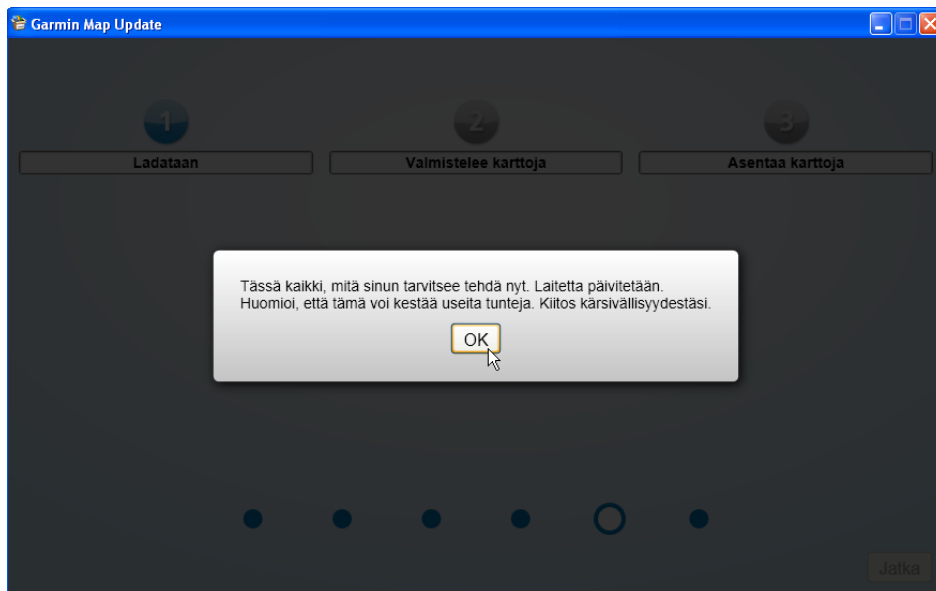 Garmin Map Update
1
2
3
Ladataan
Valmistelee karttoja
Asentaa karttoja
Tässä kaikki, mitä sinun tarvitsee tehdä nyt. Laitetta päivitetään.
Huomioi, että tämä voi kestää useita tunteja. Kiitos kärsivällisyydestäsi.
OK
Jatka